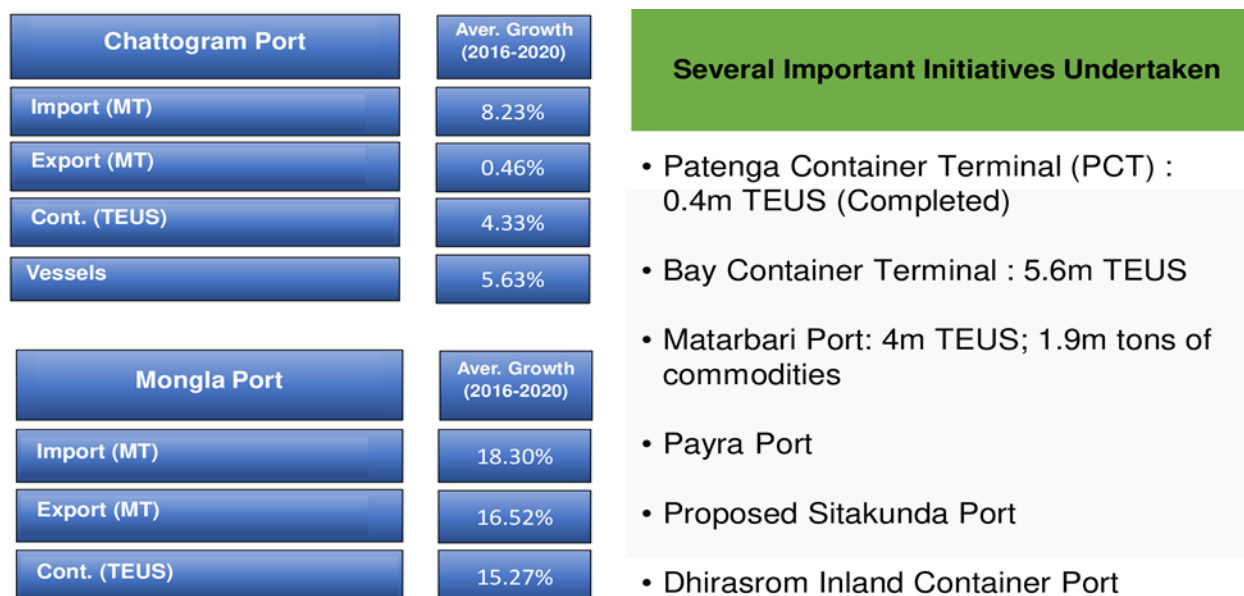 Chattogram Port
Aver. Growth
(2016-2020)
Import (MT)
8.23%
Export (MT)
0.46%
Cont. (TEUS)
4.33%
Vessels
5.63%
Mongla Port
Aver. Growth
(2016-2020)
Import (MT)
18.30%
Export (MT)
16.52%
Cont. (TEUS)
15.27%
Several Important Initiatives Undertaken
• Patenga Container Terminal (PCT) :
0.4m TEUS (Completed)
• Bay Container Terminal : 5.6m TEUS
• Matarbari Port: 4m TEUS; 1.9m tons of
commodities
• Payra Port
• Proposed Sitakunda Port
• Dhirasrom Inland Container Port